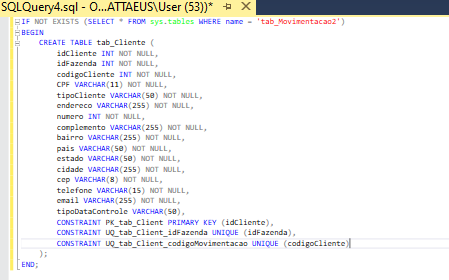 SQLQuery4.sql - O...ATTAEUS\User (53))*
IF NOT EXISTS (SELECT * FROM sys.tables WHERE name = 'tab_Movimentacao2')
BEGIN
CREATE TABLE tab_Cliente (
idCliente INT NOT NULL,
idFazenda INT NOT NULL,
codigoCliente INT NOT NULL,
CPF VARCHAR(11) NOT NULL,
tipoCliente VARCHAR(50) NOT NULL,
endereco VARCHAR(255) NOT NULL,
numero INT NOT NULL,
complemento VARCHAR(255) NOT NULL,
bairro VARCHAR(255) NOT NULL,
pais VARCHAR(50) NOT NULL,
estado VARCHAR(50) NOT NULL,
cidade VARCHAR(255) NOT NULL,
cep VARCHAR(8) NOT NULL,
telefone VARCHAR(15) NOT NULL,
email VARCHAR(255) NOT NULL,
tipoDataControle VARCHAR(50),
CONSTRAINT PK_tab_Client PRIMARY KEY (idCliente),
CONSTRAINT UQ_tab_Client_idFazenda UNIQUE (idFazenda),
CONSTRAINT UQ_tab_Client_codigoMovimentacao UNIQUE (codigoCliente)
);
END;